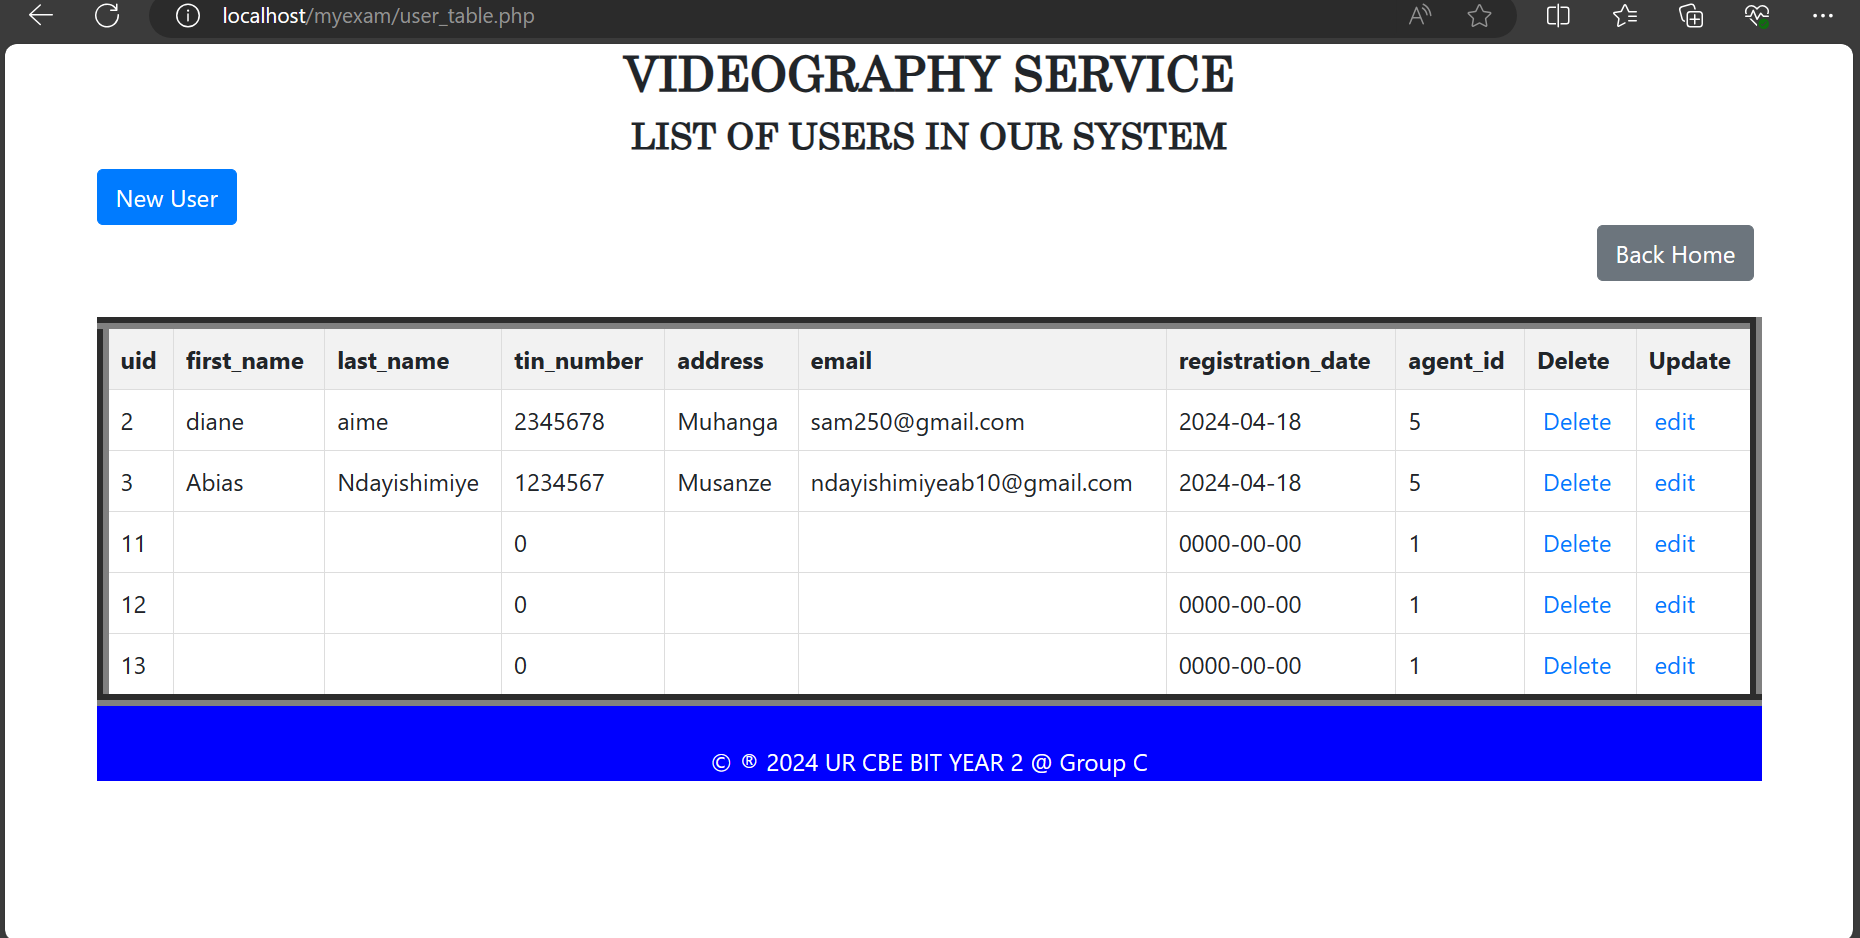 localhost/myexam/user_table.php
VIDEOGRAPHY SERVICE
LIST OF USERS IN OUR SYSTEM
New User
Back Home
uid first_name last_name tin_number address email registration_date agent_id Delete Update
2 diane aime 2345678 Muhanga sam250@gmail.com 2024-04-18 5 Delete edit
3 Abias Ndayishimiye 1234567 Musanze ndayishimiyeab10@gmail.com 2024-04-18 5 Delete edit
11 0 0000-00-00 1 Delete edit
12 0 0000-00-00 1 Delete edit
13 0 0000-00-00 1 Delete edit
© ® 2024 UR CBE BIT YEAR 2 @ Group C